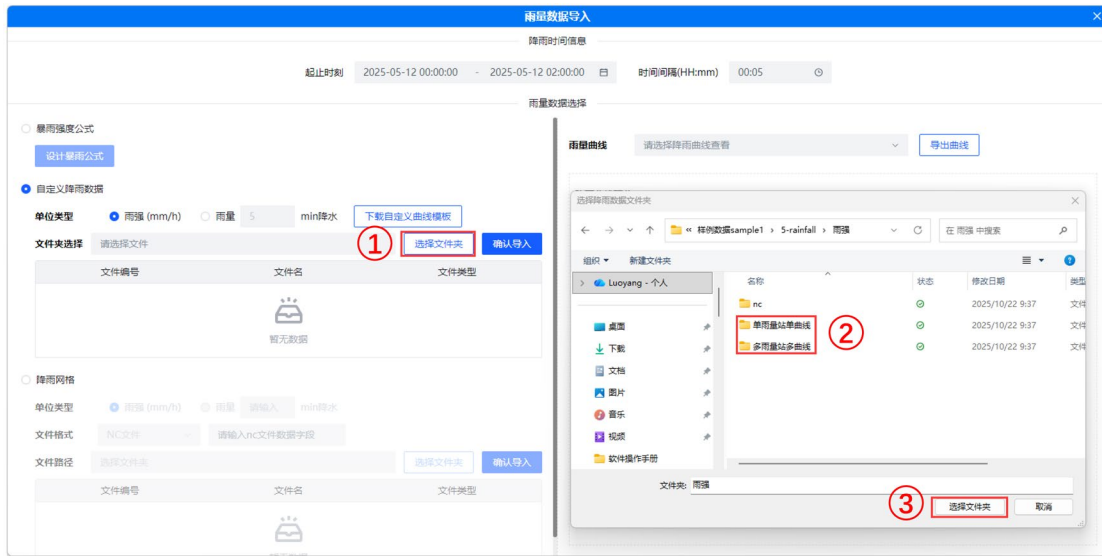 雨量数据导入
降雨时间信息
起止时刻 2025-05-12 00:00:00 - 2025-05-12 02:00:00 时间间隔(HH:mm) 00:05
雨量数据选择
暴雨强度公式
设计暴雨公式
自定义降雨数据
单位类型 雨强 (mm/h) 雨量 5 min降水 下载自定义曲线模板
文件夹选择 请选择文件 ① 选择文件夹 确认导入
文件编号 文件名 文件类型
暂无数据
降雨网格
单位类型 雨强 (mm/h) 雨量 请输入 min降水
文件格式 NC文件 请输入nc文件数据字段
文件路径 选择文件夹 选择文件夹 确认导入
文件编号 文件名 文件类型
雨量曲线 请选择降雨曲线查看 导出曲线
选择降雨数据文件夹
« 样例数据sample1 › 5-rainfall › 雨强 在 雨强 中搜索
组织 新建文件夹
Luoyang - 个人
桌面
下载
文档
图片
音乐
视频
软件操作手册
名称 状态 修改日期 类型
nc 2025/10/22 9:37 文件
单雨量站单曲线 2025/10/22 9:37 文件
多雨量站多曲线 2025/10/22 9:37 文件
②
文件夹: 雨强
③ 选择文件夹 取消